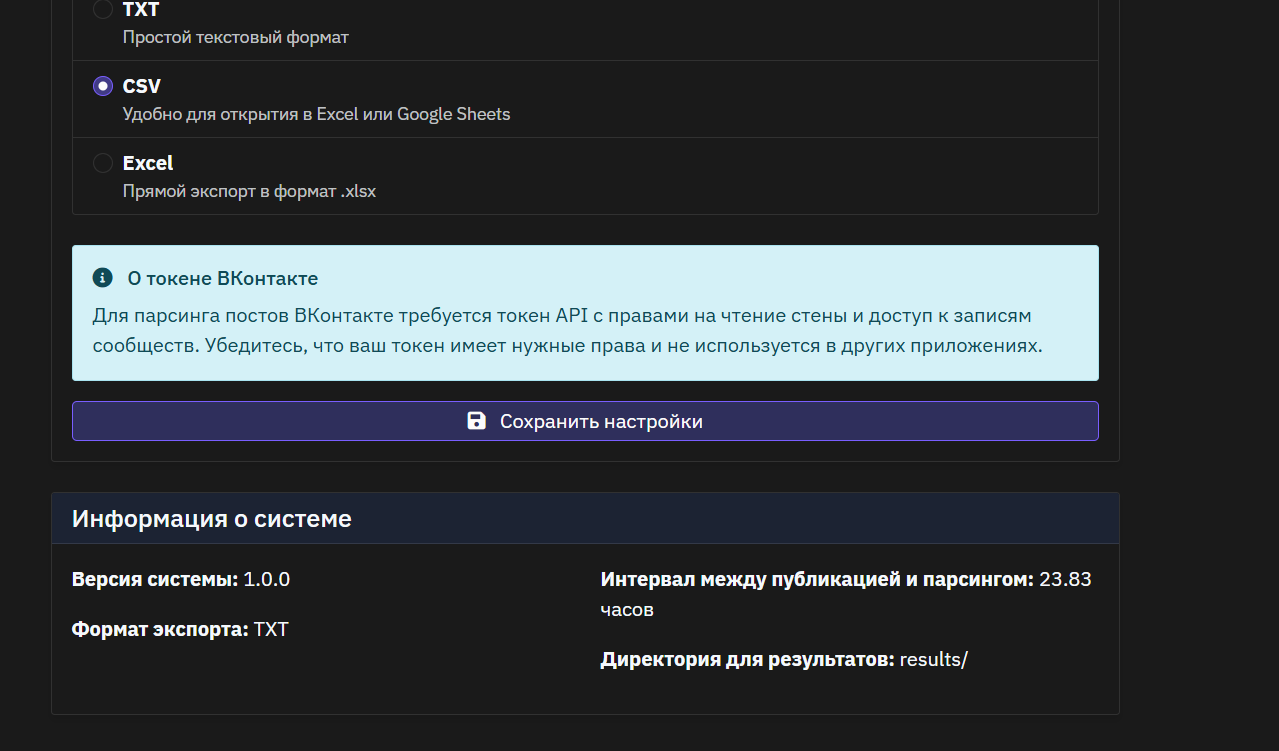 TXT
Простой текстовый формат
CSV
Удобно для открытия в Excel или Google Sheets
Excel
Прямой экспорт в формат .xlsx
О токене ВКонтакте
Для парсинга постов ВКонтакте требуется токен API с правами на чтение стены и доступ к записям
сообществ. Убедитесь, что ваш токен имеет нужные права и не используется в других приложениях.
Сохранить настройки
Информация о системе
Версия системы: 1.0.0
Формат экспорта: TXT
Интервал между публикацией и парсингом: 23.83
часов
Директория для результатов: results/